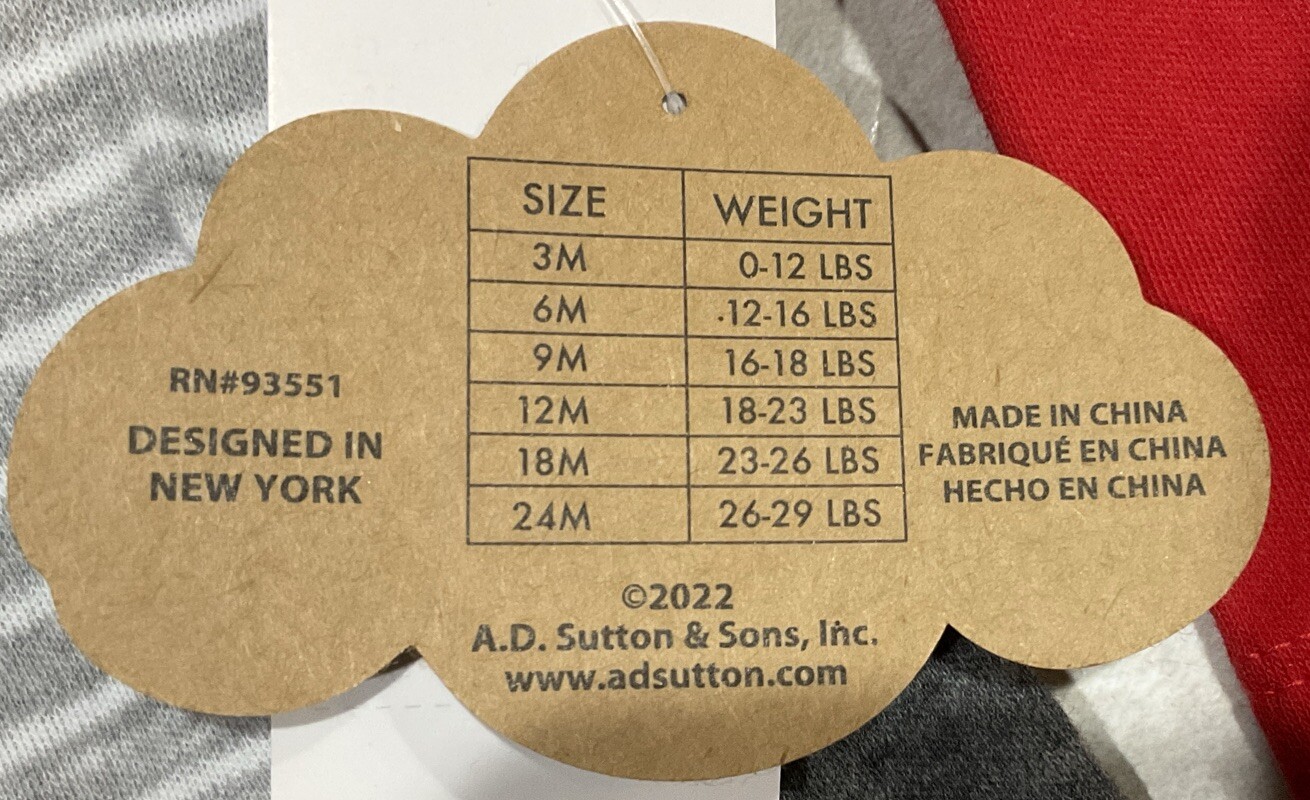 SIZE WEIGHT
3M 0-12 LBS
6M 12-16 LBS
9M 16-18 LBS
12M 18-23 LBS
18M 23-26 LBS
24M 26-29 LBS
RN#93551
DESIGNED IN
NEW YORK
MADE IN CHINA
FABRIQUÉ EN CHINA
HECHO EN CHINA
©2022
A.D. Sutton & Sons, Inc.
www.adsutton.com